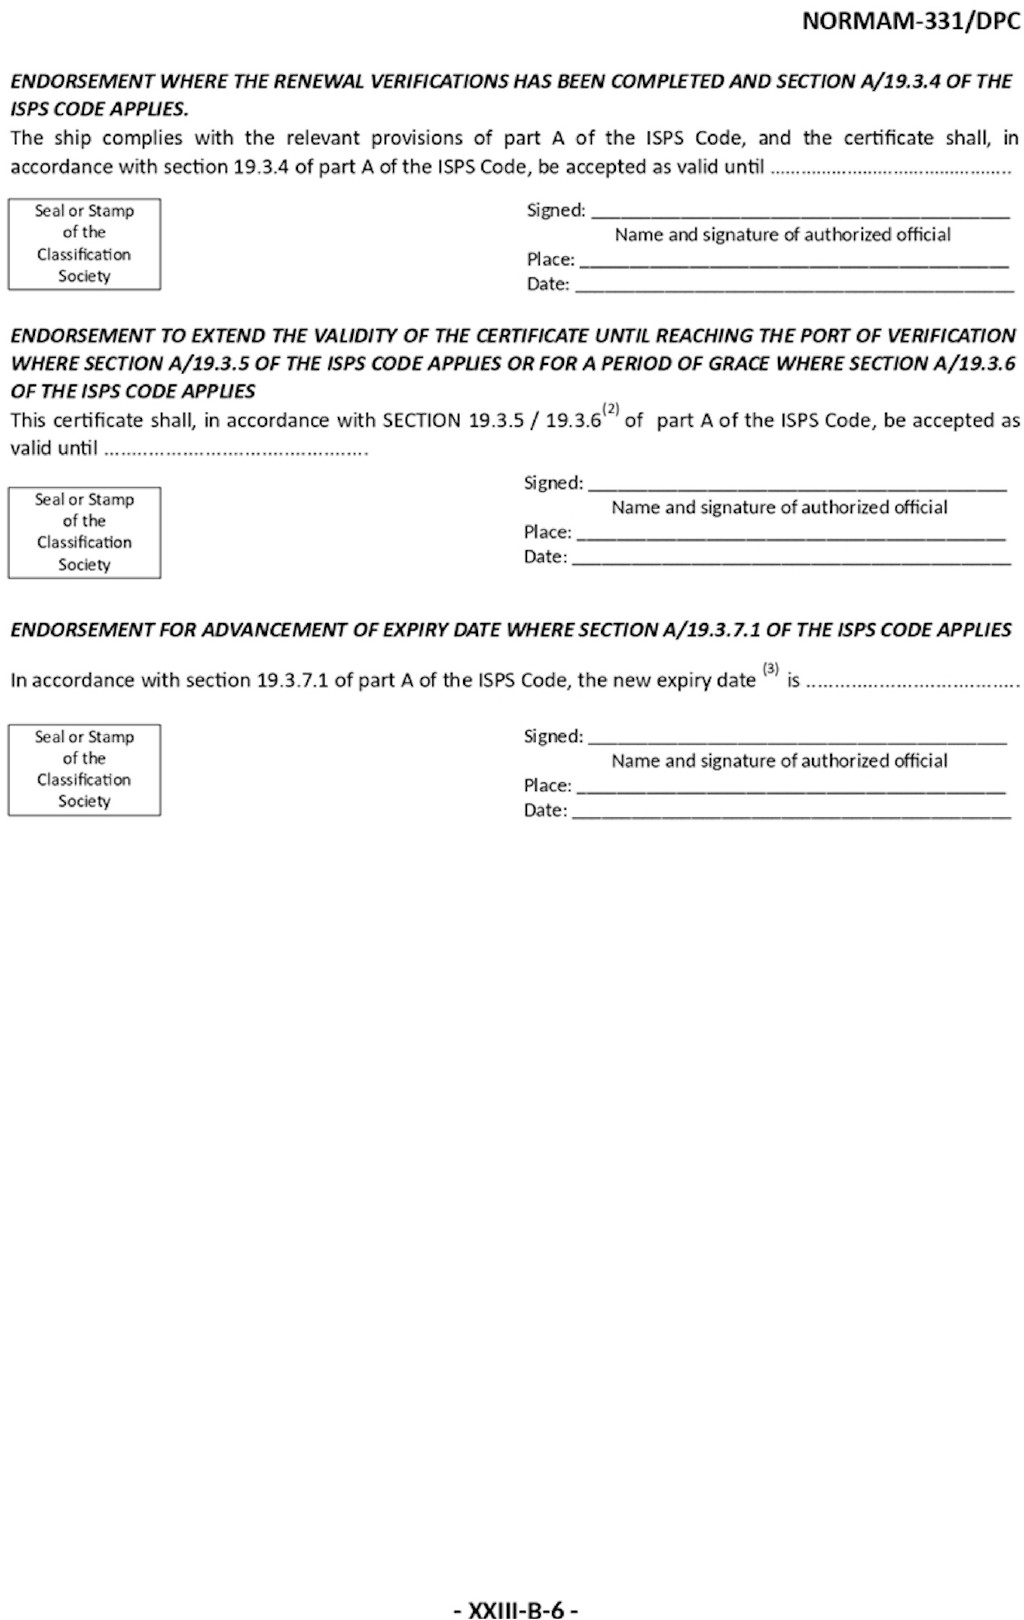 NORMAM-331/DPC
ENDORSEMENT WHERE THE RENEWAL VERIFICATIONS HAS BEEN COMPLETED AND SECTION A/19.3.4 OF THE
ISPS CODE APPLIES.
The ship complies with the relevant provisions of part A of the ISPS Code, and the certificate shall, in
accordance with section 19.3.4 of part A of the ISPS Code, be accepted as valid until ...............................................
Seal or Stamp
of the
Classification
Society
Signed: ___________________________________________
Name and signature of authorized official
Place: ____________________________________________
Date: _____________________________________________
ENDORSEMENT TO EXTEND THE VALIDITY OF THE CERTIFICATE UNTIL REACHING THE PORT OF VERIFICATION
WHERE SECTION A/19.3.5 OF THE ISPS CODE APPLIES OR FOR A PERIOD OF GRACE WHERE SECTION A/19.3.6
OF THE ISPS CODE APPLIES
This certificate shall, in accordance with SECTION 19.3.5 / 19.3.6(2) of part A of the ISPS Code, be accepted as
valid until ...............................................
Seal or Stamp
of the
Classification
Society
Signed: ___________________________________________
Name and signature of authorized official
Place: ____________________________________________
Date: _____________________________________________
ENDORSEMENT FOR ADVANCEMENT OF EXPIRY DATE WHERE SECTION A/19.3.7.1 OF THE ISPS CODE APPLIES
In accordance with section 19.3.7.1 of part A of the ISPS Code, the new expiry date (3) is ......................................
Seal or Stamp
of the
Classification
Society
Signed: ___________________________________________
Name and signature of authorized official
Place: ____________________________________________
Date: _____________________________________________
- XXIII-B-6 -